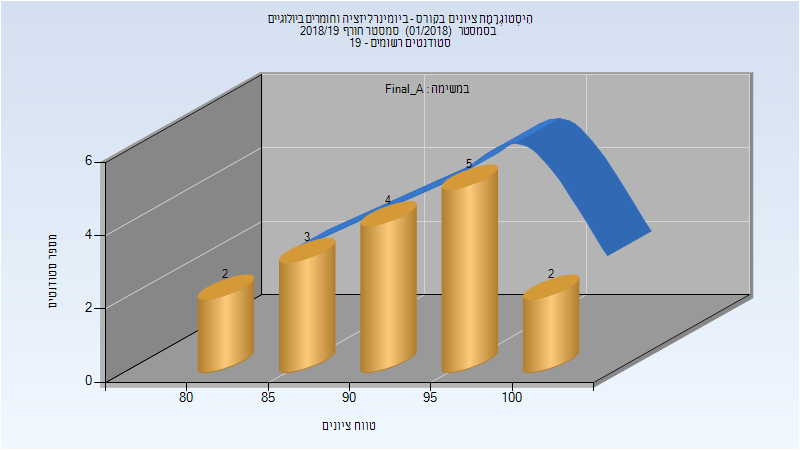 היסטוגרמת ציונים בקורס - ביומינרליזציה וחומרים ביולוגיים
בסמסטר (01/2018) סמסטר חורף 2018/19
סטודנטים רשומים - 19
במשימה : Final_A
6
4
2
0
מספר סטודנטים
2
3
4
5
2
80
85
90
95
100
טווח ציונים